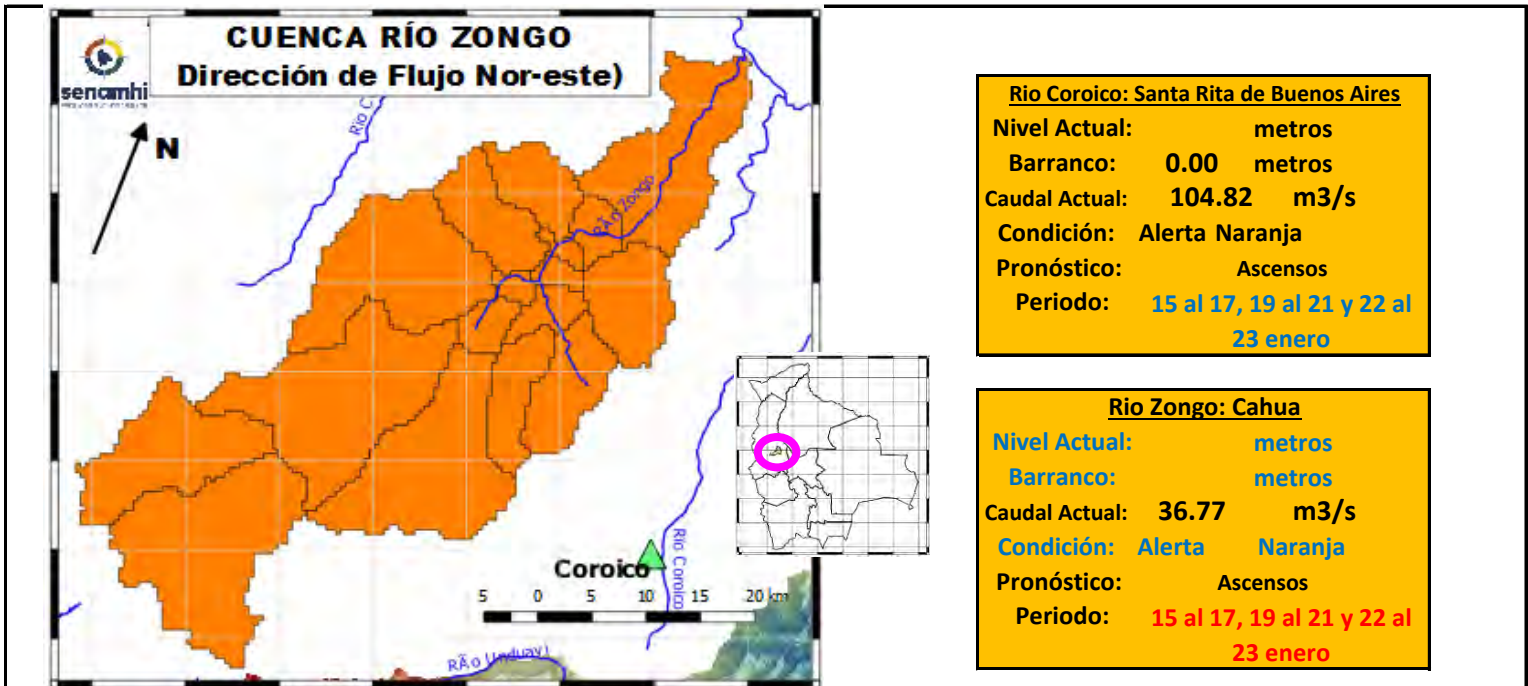 CUENCA RÍO ZONGO
Dirección de Flujo Nor-este)
senamhi
N
Río C
RÃo Zongo
Coroico
Río Coroico
5 0 5 10 15 20 km
RÃo Unduavi)
Rio Coroico: Santa Rita de Buenos Aires
Nivel Actual: metros
Barranco: 0.00 metros
Caudal Actual: 104.82 m3/s
Condición: Alerta Naranja
Pronóstico: Ascensos
Periodo: 15 al 17, 19 al 21 y 22 al
23 enero
Rio Zongo: Cahua
Nivel Actual: metros
Barranco: metros
Caudal Actual: 36.77 m3/s
Condición: Alerta Naranja
Pronóstico: Ascensos
Periodo: 15 al 17, 19 al 21 y 22 al
23 enero